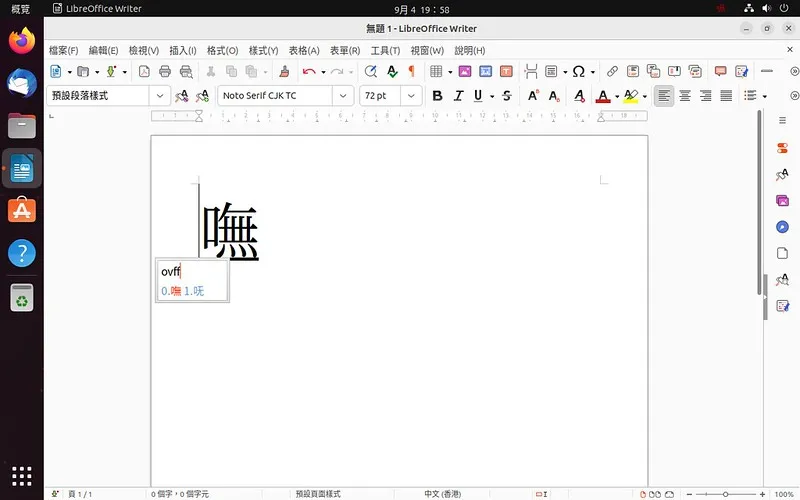 概覽 LibreOffice Writer 9月 4 19：58
無題 1 - LibreOffice Writer
檔案(F) 編輯(E) 檢視(V) 插入(I) 格式(O) 樣式(Y) 表格(A) 表單(R) 工具(T) 視窗(W) 說明(H)
預設段落樣式 Noto Serif CJK TC 72 pt B I U S
嘸
ovff
0.嘸 1.呒
頁 1 / 1 0 個字，0 個字元 預設頁面樣式 中文 (香港) 100%